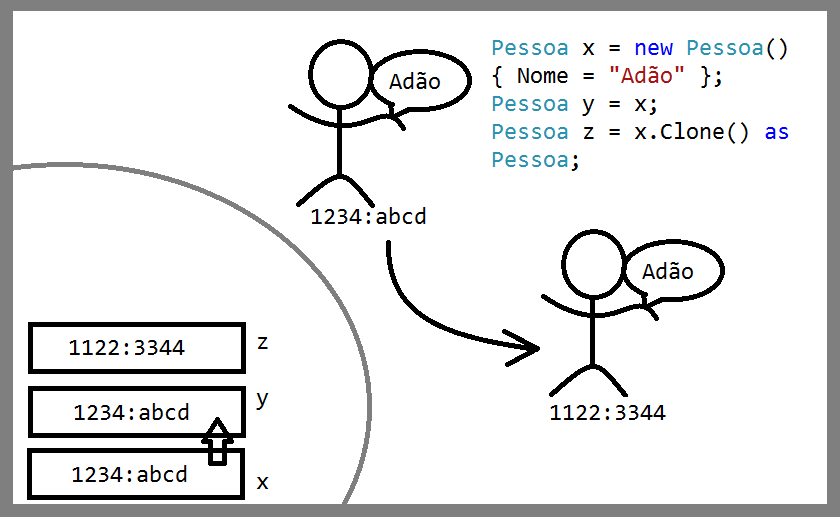 Pessoa x = new Pessoa()
{ Nome = "Adão" };
Pessoa y = x;
Pessoa z = x.Clone() as
Pessoa;
Adão
1234:abcd
Adão
1122:3344
1122:3344 z
1234:abcd y
1234:abcd x